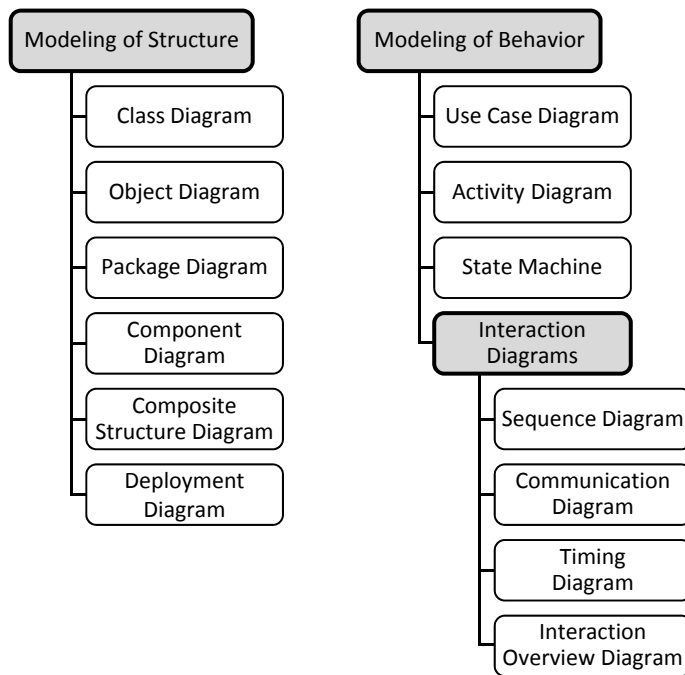 Modeling of Structure
Class Diagram
Object Diagram
Package Diagram
Component
Diagram
Composite
Structure Diagram
Deployment
Diagram
Modeling of Behavior
Use Case Diagram
Activity Diagram
State Machine
Interaction
Diagrams
Sequence Diagram
Communication
Diagram
Timing
Diagram
Interaction
Overview Diagram